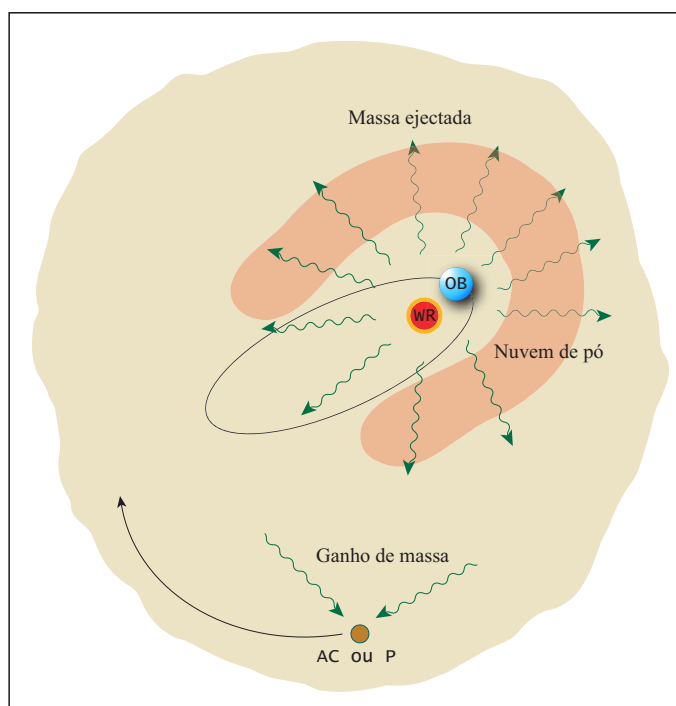 Massa ejectada
OB
WR
Nuvem de pó
Ganho de massa
AC ou P